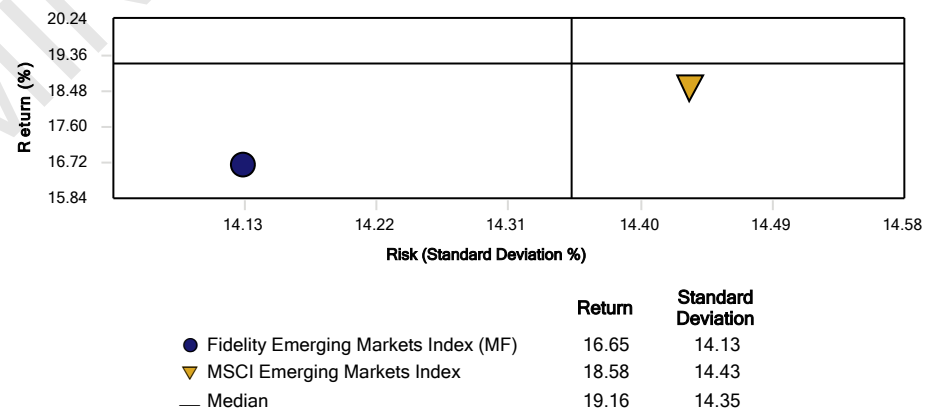 20.24
19.36
18.48
17.60
16.72
15.84
Return (%)
14.13 14.22 14.31 14.40 14.49 14.58
Risk (Standard Deviation %)
Return Standard Deviation
Fidelity Emerging Markets Index (MF) 16.65 14.13
MSCI Emerging Markets Index 18.58 14.43
Median 19.16 14.35